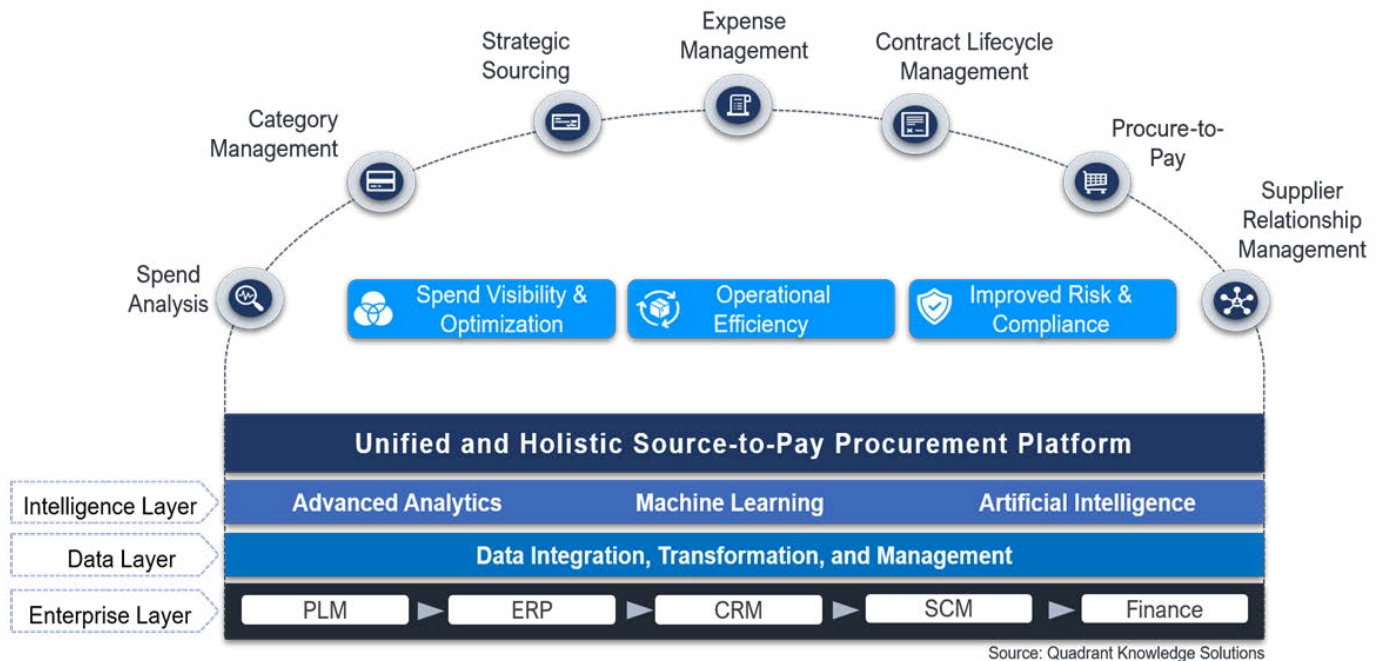 Expense
Management
Strategic
Sourcing
Contract Lifecycle
Management
Category
Management
Procure-to-
Pay
Supplier
Relationship
Management
Spend
Analysis
Spend Visibility &
Optimization
Operational
Efficiency
Improved Risk &
Compliance
Unified and Holistic Source-to-Pay Procurement Platform
Intelligence Layer
Advanced Analytics
Machine Learning
Artificial Intelligence
Data Layer
Data Integration, Transformation, and Management
Enterprise Layer
PLM
ERP
CRM
SCM
Finance
Source: Quadrant Knowledge Solutions